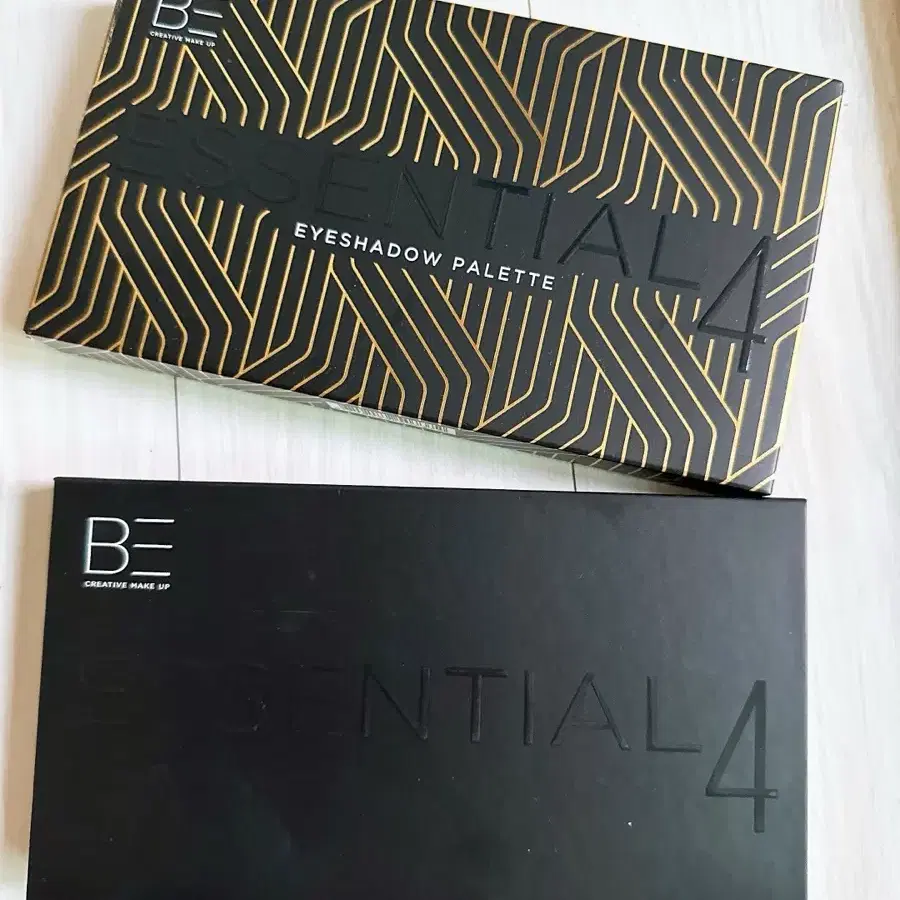 BE
CREATIVE MAKE UP
ESSENTIAL 4
EYESHADOW PALETTE
BE
CREATIVE MAKE UP
ESSENTIAL 4